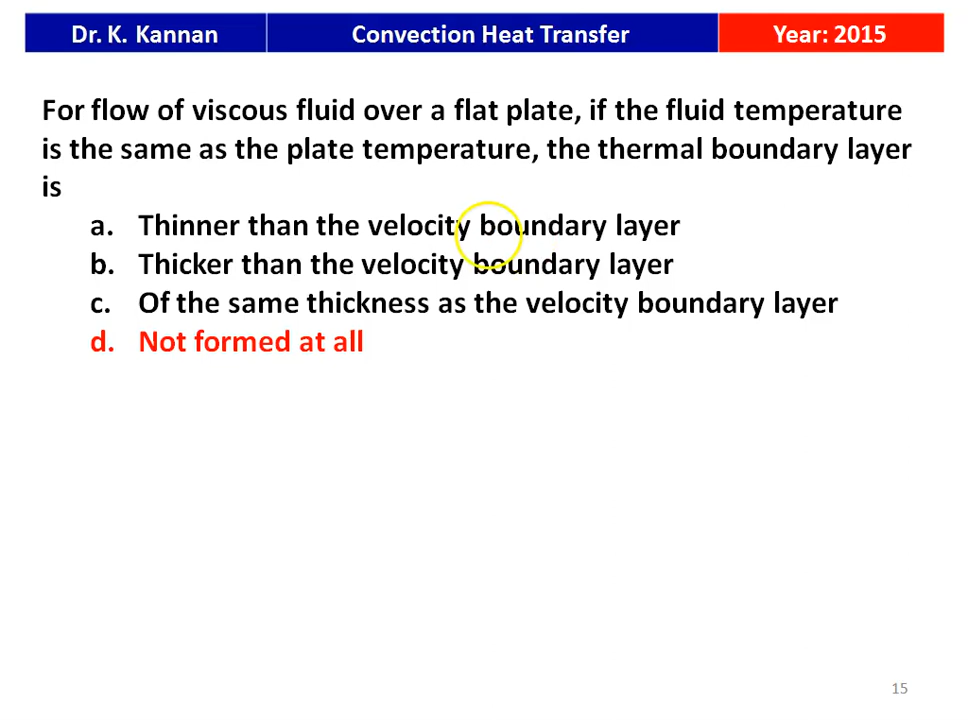 Dr. K. Kannan Convection Heat Transfer Year: 2015
For flow of viscous fluid over a flat plate, if the fluid temperature
is the same as the plate temperature, the thermal boundary layer
is
a. Thinner than the velocity boundary layer
b. Thicker than the velocity boundary layer
c. Of the same thickness as the velocity boundary layer
d. Not formed at all
15